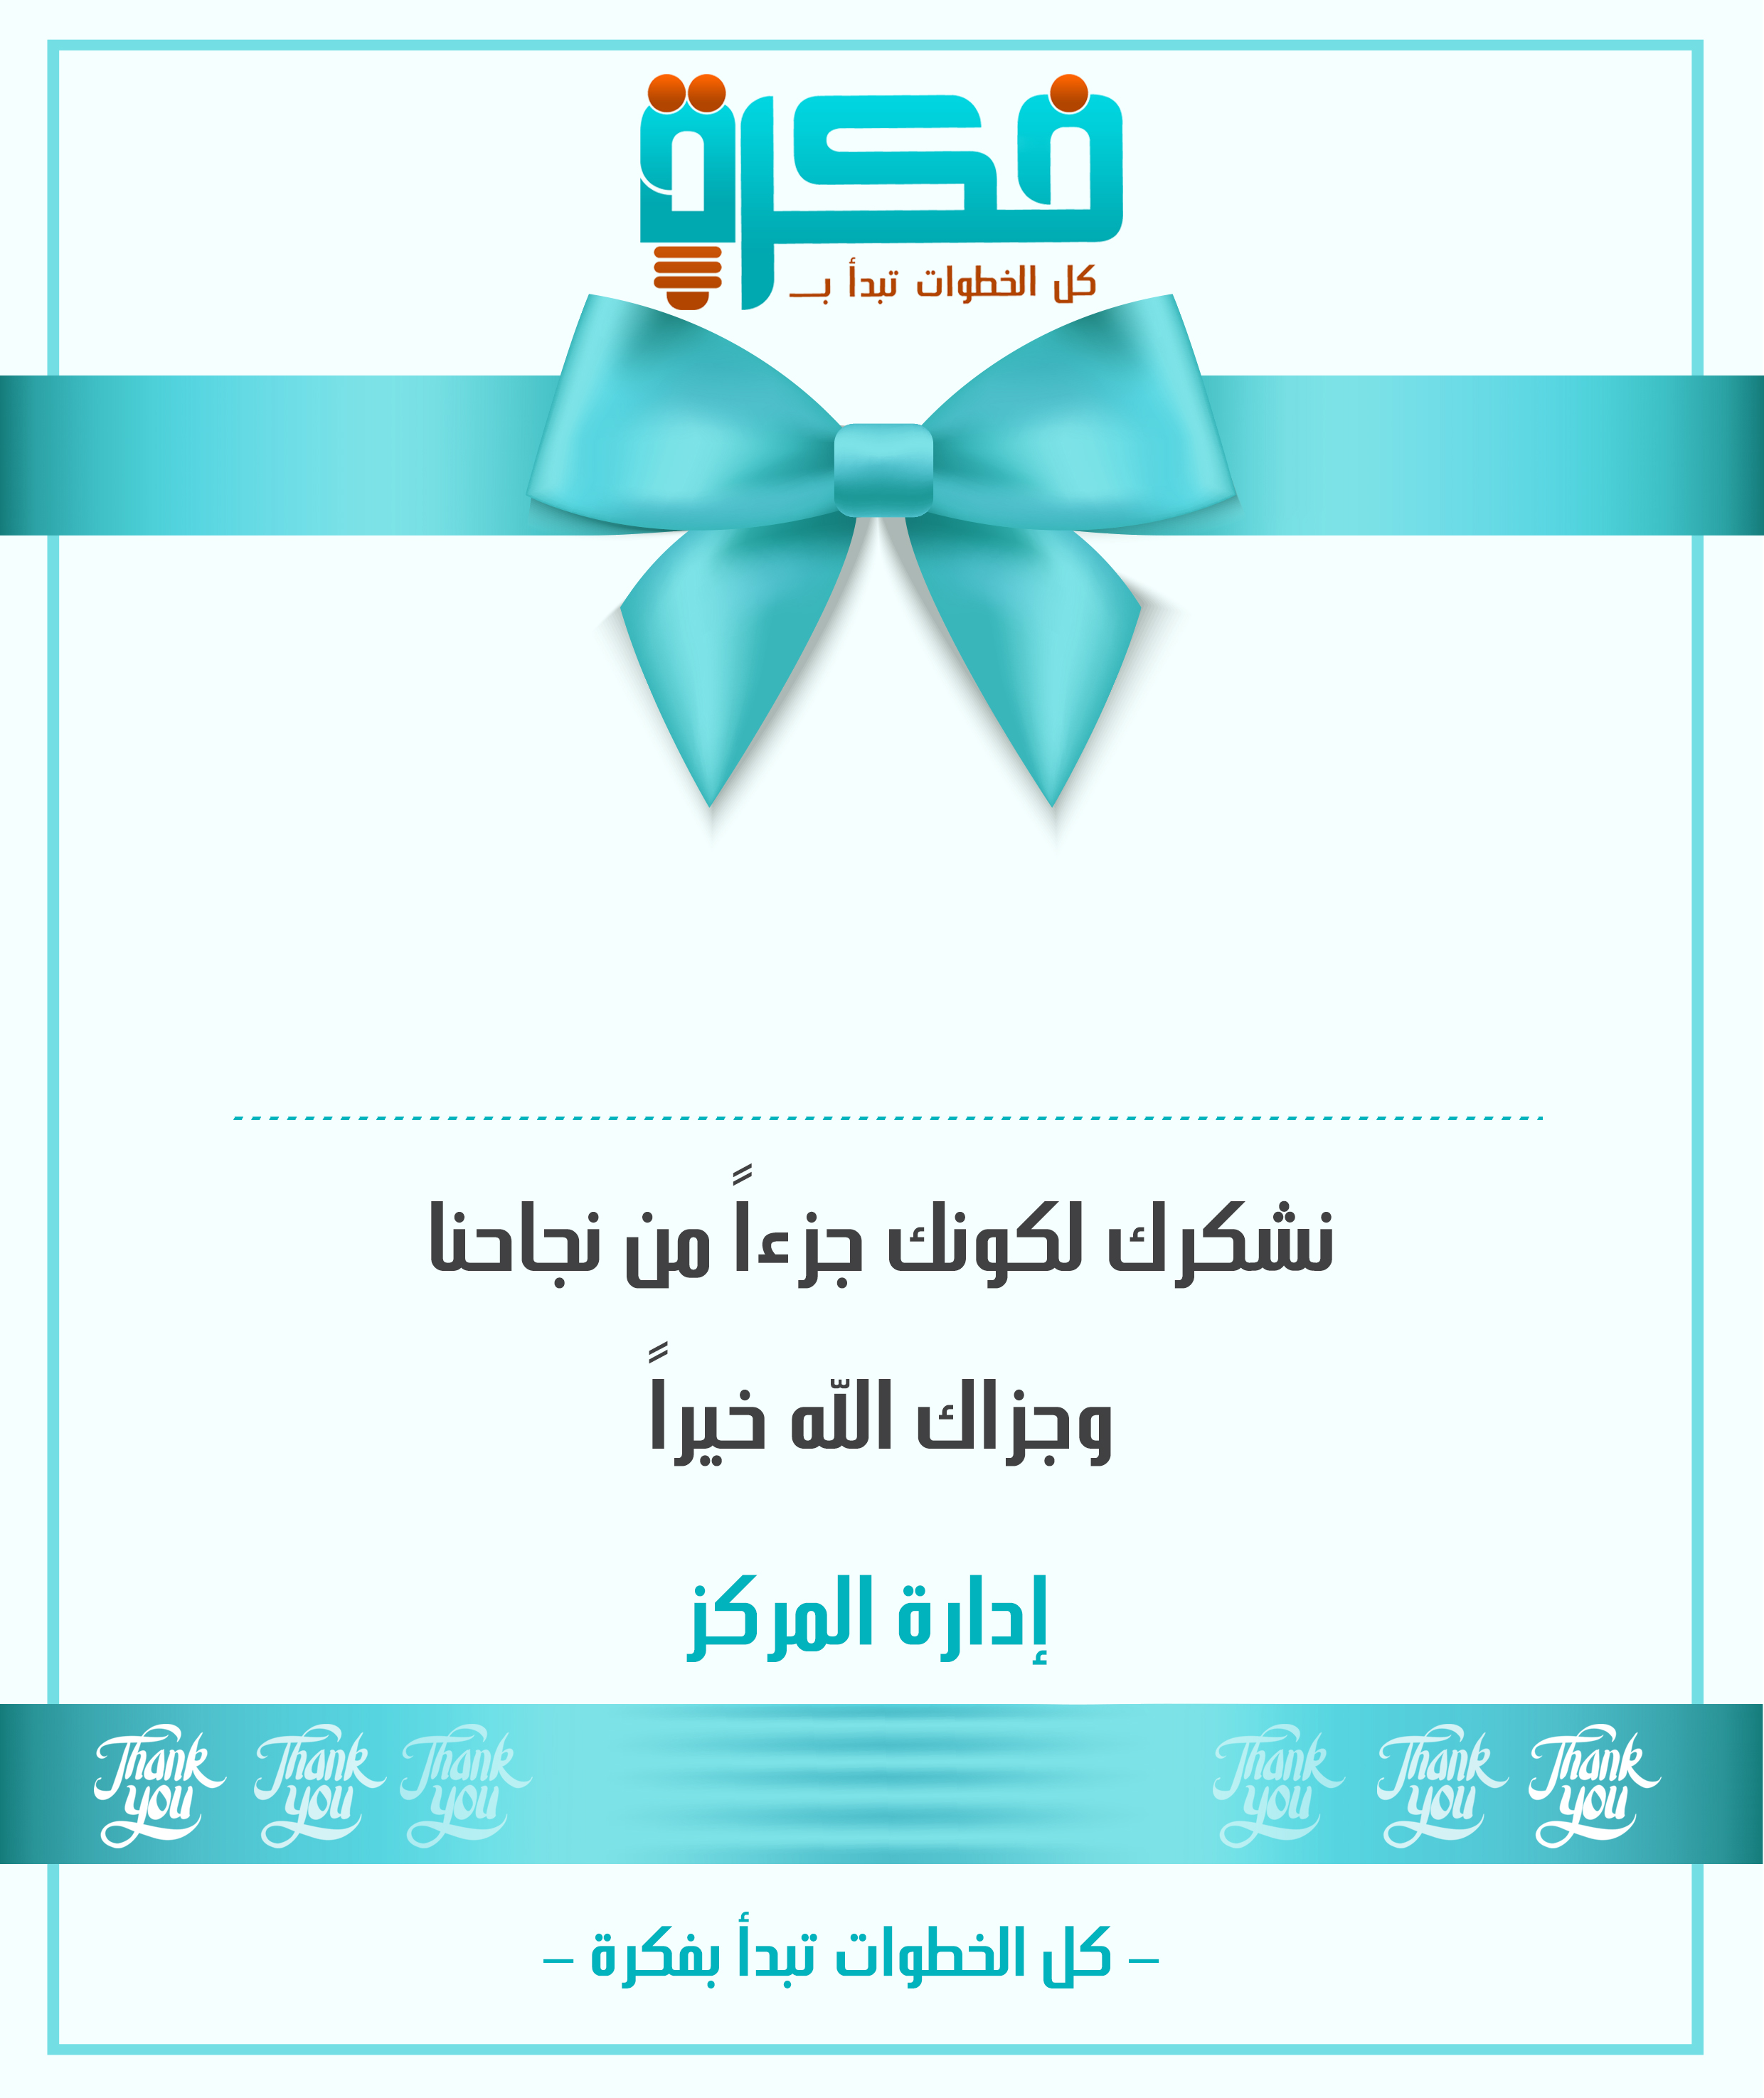 فكرة
كل الخطوات تبدأ بـ
نشكرك لكونك جزءاً من نجاحنا
وجزاك الله خيراً
إدارة المركز
Thank you Thank you Thank you Thank you Thank you Thank you
– كل الخطوات تبدأ بفكرة –